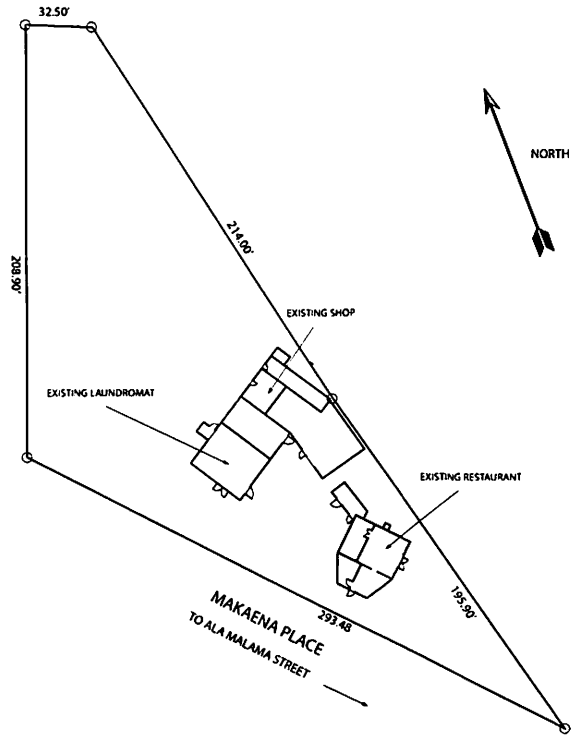 32.50'
NORTH
214.00'
208.90'
EXISTING SHOP
EXISTING LAUNDROMAT
EXISTING RESTAURANT
195.90'
293.48
MAKAENA PLACE
TO ALA MALAMA STREET